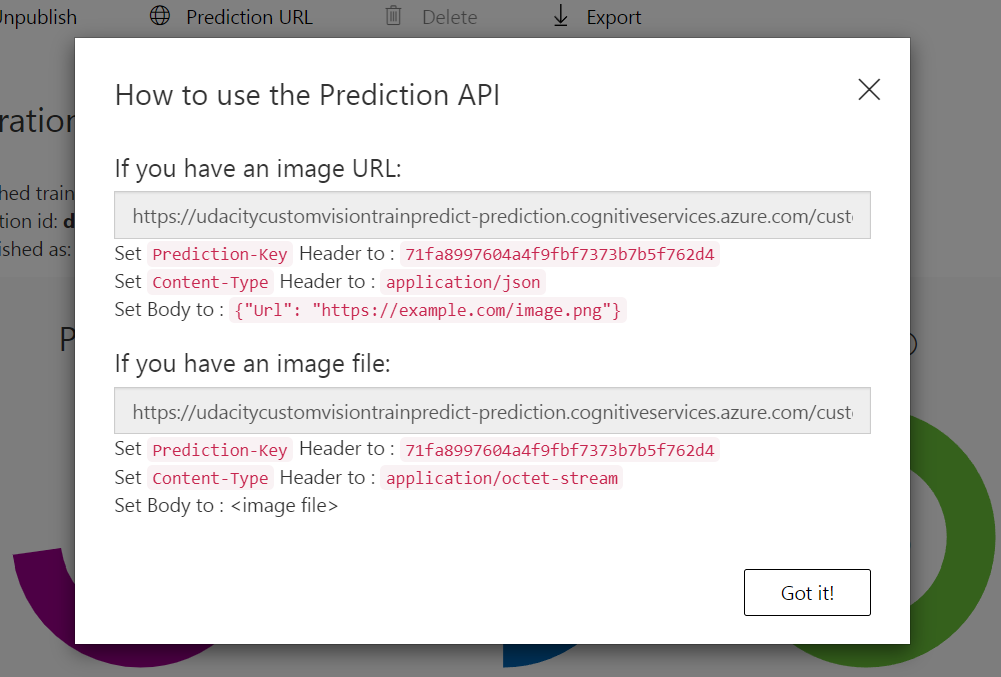 Unpublish Prediction URL Delete Export
How to use the Prediction API
ration
If you have an image URL:
hed train
https://udacitycustomvisiontrainpredict-prediction.cognitiveservices.azure.com/cust
tion id: d
ished as:
Set Prediction-Key Header to : 71fa8997604a4f9fbf7373b7b5f762d4
Set Content-Type Header to : application/json
Set Body to : {"Url": "https://example.com/image.png"}
P
If you have an image file:
https://udacitycustomvisiontrainpredict-prediction.cognitiveservices.azure.com/cust
Set Prediction-Key Header to : 71fa8997604a4f9fbf7373b7b5f762d4
Set Content-Type Header to : application/octet-stream
Set Body to : <image file>
Got it!